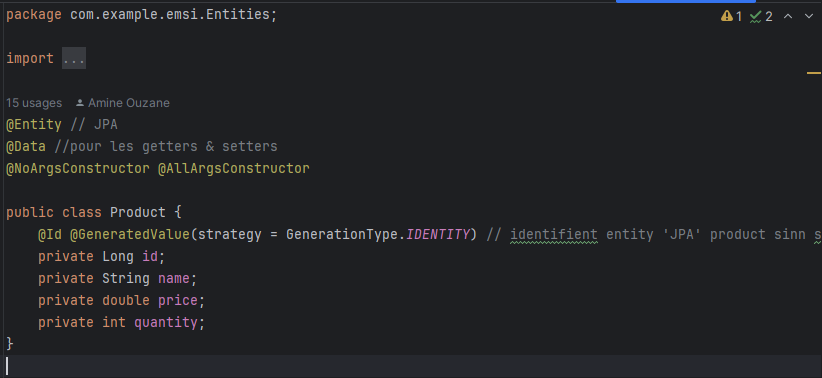 package com.example.emsi.Entities;
1 2
import ...
15 usages Amine Ouzane
@Entity // JPA
@Data //pour les getters & setters
@NoArgsConstructor @AllArgsConstructor
public class Product {
@Id @GeneratedValue(strategy = GenerationType.IDENTITY) // identifient entity 'JPA' product sinn s
private Long id;
private String name;
private double price;
private int quantity;
}